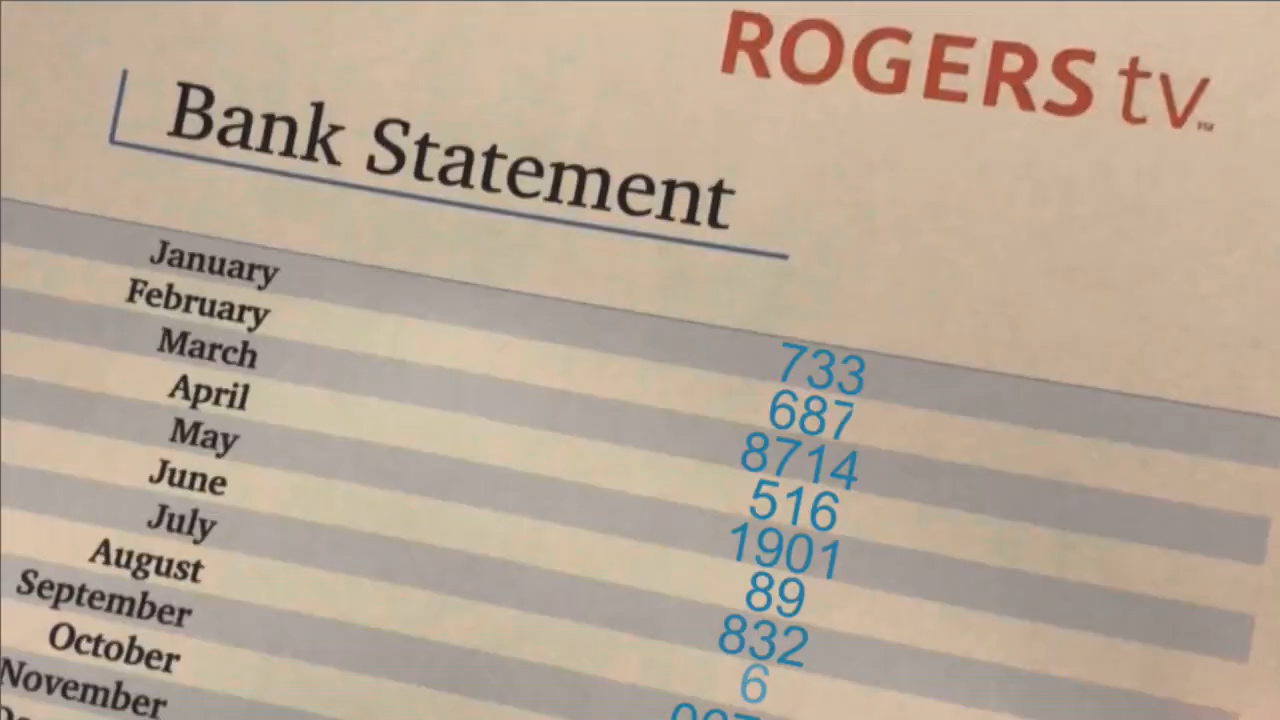 ROGERS tv™
Bank Statement
January 733
February 687
March 8714
April 516
May 1901
June 89
July 832
August 6
September
October
November